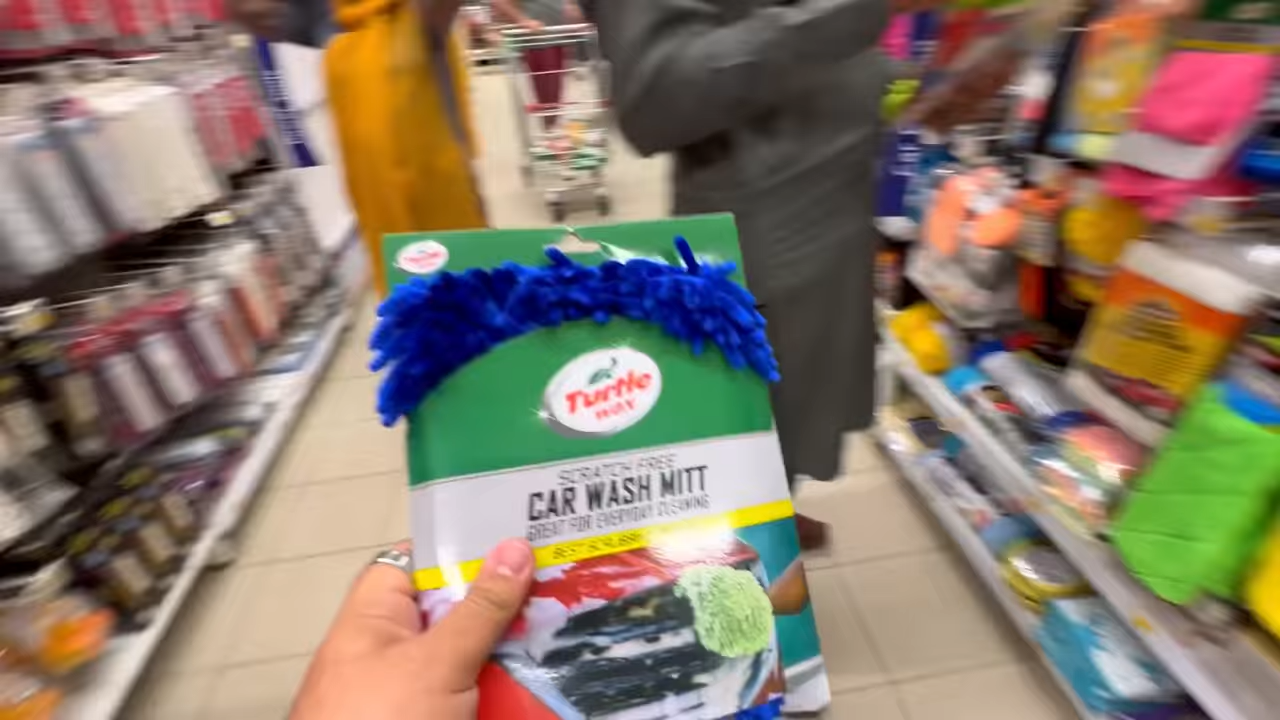 Turtle
WAX
SCRATCH FREE
CAR WASH MITT
GREAT FOR EVERYDAY CLEANING